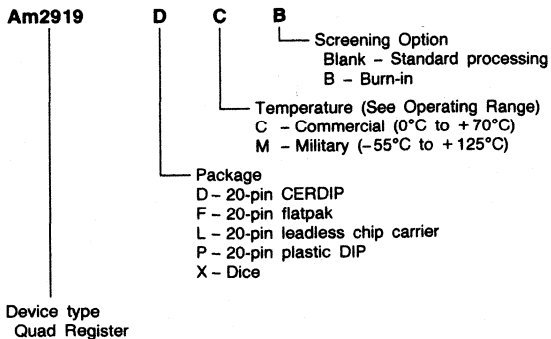 Am2919 D C B
Screening Option
Blank – Standard processing
B – Burn-in
Temperature (See Operating Range)
C – Commercial (0°C to +70°C)
M – Military (–55°C to +125°C)
Package
D – 20-pin CERDIP
F – 20-pin flatpak
L – 20-pin leadless chip carrier
P – 20-pin plastic DIP
X – Dice
Device type
Quad Register